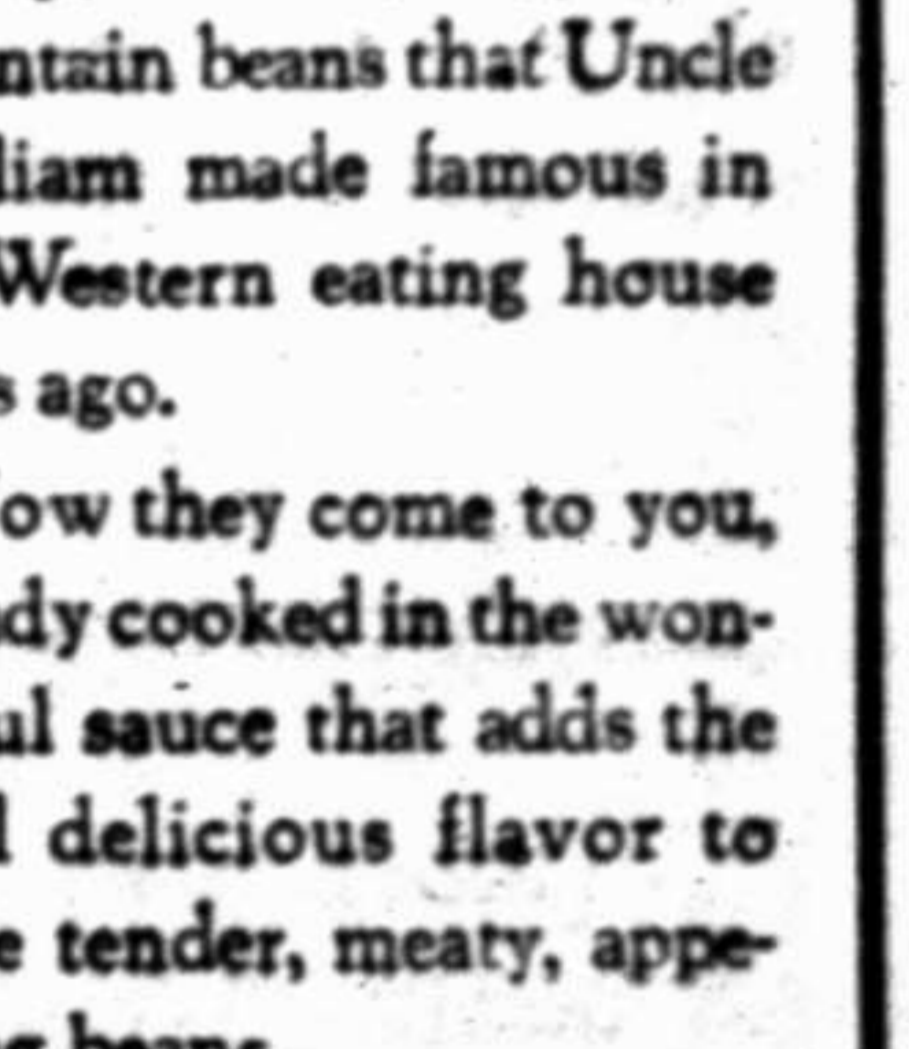 ntain beans that Uncle
liam made famous in
Western eating house
s ago.
ow they come to you,
dy cooked in the won-
ul sauce that adds the
delicious flavor to
e tender, meaty, appe-
g beans